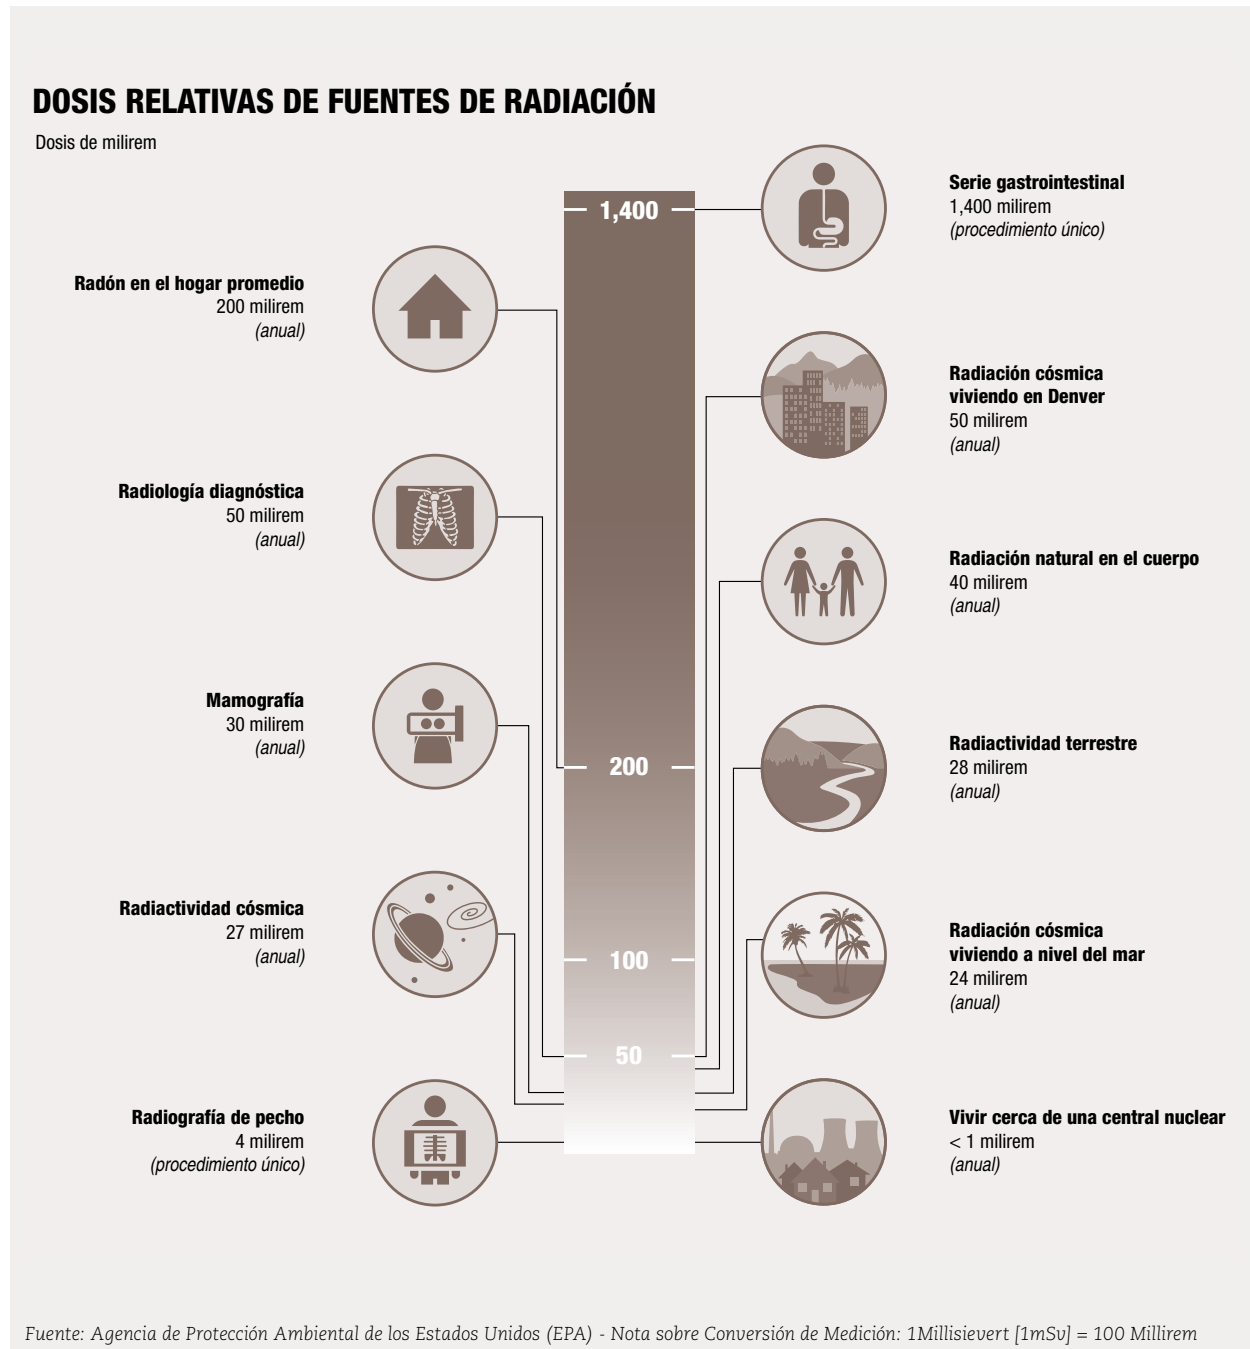 DOSIS RELATIVAS DE FUENTES DE RADIACIÓN
Dosis de milirem
Radón en el hogar promedio
200 milirem
(anual)
Radiología diagnóstica
50 milirem
(anual)
Mamografía
30 milirem
(anual)
Radiactividad cósmica
27 milirem
(anual)
Radiografía de pecho
4 milirem
(procedimiento único)
1,400
200
100
50
Serie gastrointestinal
1,400 milirem
(procedimiento único)
Radiación cósmica
viviendo en Denver
50 milirem
(anual)
Radiación natural en el cuerpo
40 milirem
(anual)
Radiactividad terrestre
28 milirem
(anual)
Radiación cósmica
viviendo a nivel del mar
24 milirem
(anual)
Vivir cerca de una central nuclear
< 1 milirem
(anual)
Fuente: Agencia de Protección Ambiental de los Estados Unidos (EPA) - Nota sobre Conversión de Medición: 1Millisievert [1mSv] = 100 Millirem